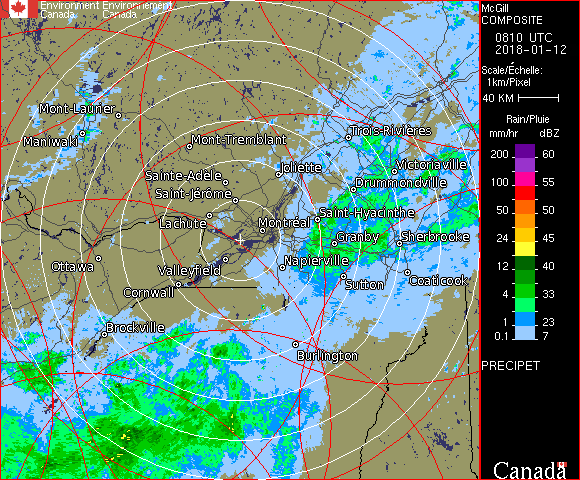 Environment Environnement
Canada Canada
McGill
COMPOSITE
0810 UTC
2018-01-12
Scale/Échelle:
1km/Pixel
40 KM
Rain/Pluie
mm/hr dBZ
200 60
100 55
50 50
24 45
12 40
4 33
1 23
0.1 7
PRECIPET
Canada
Mont-Laurier
Maniwaki
Mont-Tremblant
Trois-Rivières
Sainte-Adèle
Joliette
Victoriaville
Saint-Jérôme
Drummondville
Lachute
Montréal
Saint-Hyacinthe
Granby
Sherbrooke
Ottawa
Valleyfield
Napierville
Cornwall
Sutton
Coaticook
Brockville
Burlington